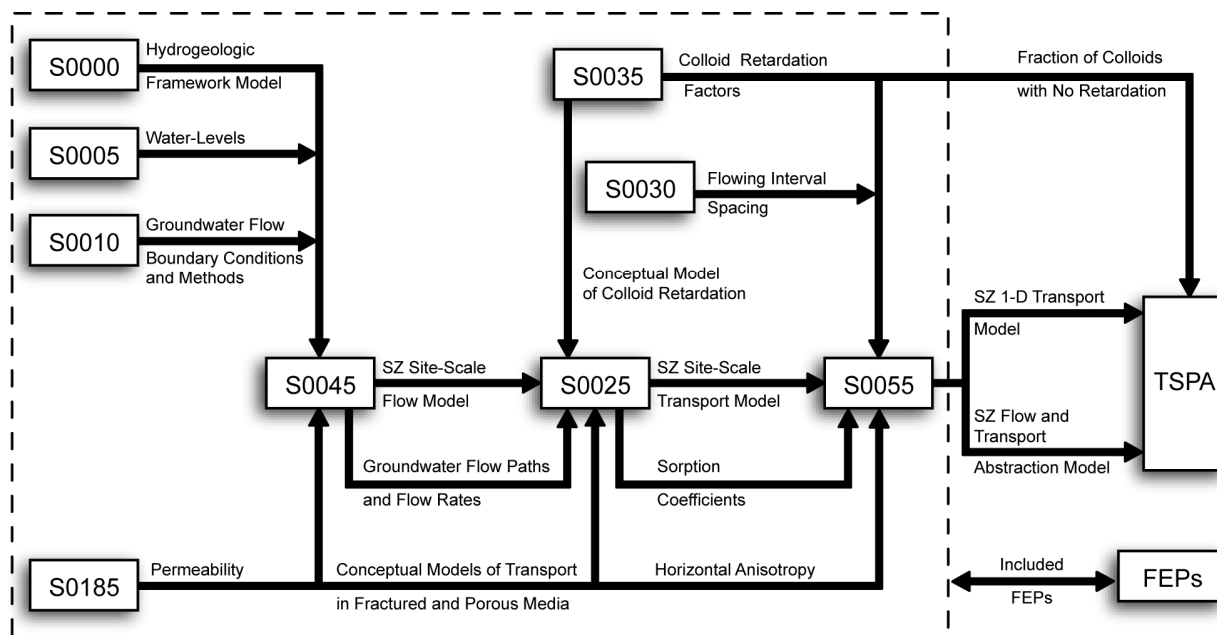 S0000
Hydrogeologic
Framework Model
S0005
Water-Levels
S0010
Groundwater Flow
Boundary Conditions
and Methods
S0035
Colloid Retardation
Factors
Fraction of Colloids
with No Retardation
S0030
Flowing Interval
Spacing
Conceptual Model
of Colloid Retardation
S0045
SZ Site-Scale
Flow Model
S0025
SZ Site-Scale
Transport Model
S0055
SZ 1-D Transport
Model
TSPA
SZ Flow and
Transport
Abstraction Model
Groundwater Flow Paths
and Flow Rates
Sorption
Coefficients
S0185
Permeability
Conceptual Models of Transport
in Fractured and Porous Media
Horizontal Anisotropy
Included
FEPs
FEPs